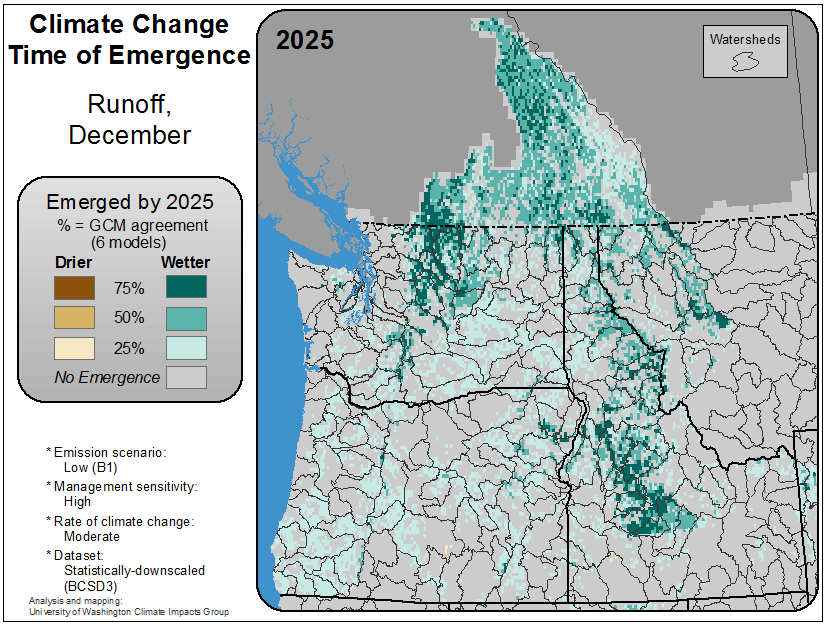 Climate Change
Time of Emergence
Runoff,
December
Emerged by 2025
% = GCM agreement
(6 models)
Drier Wetter
75%
50%
25%
No Emergence
* Emission scenario:
Low (B1)
* Management sensitivity:
High
* Rate of climate change:
Moderate
* Dataset:
Statistically-downscaled
(BCSD3)
Analysis and mapping:
University of Washington Climate Impacts Group
2025
Watersheds